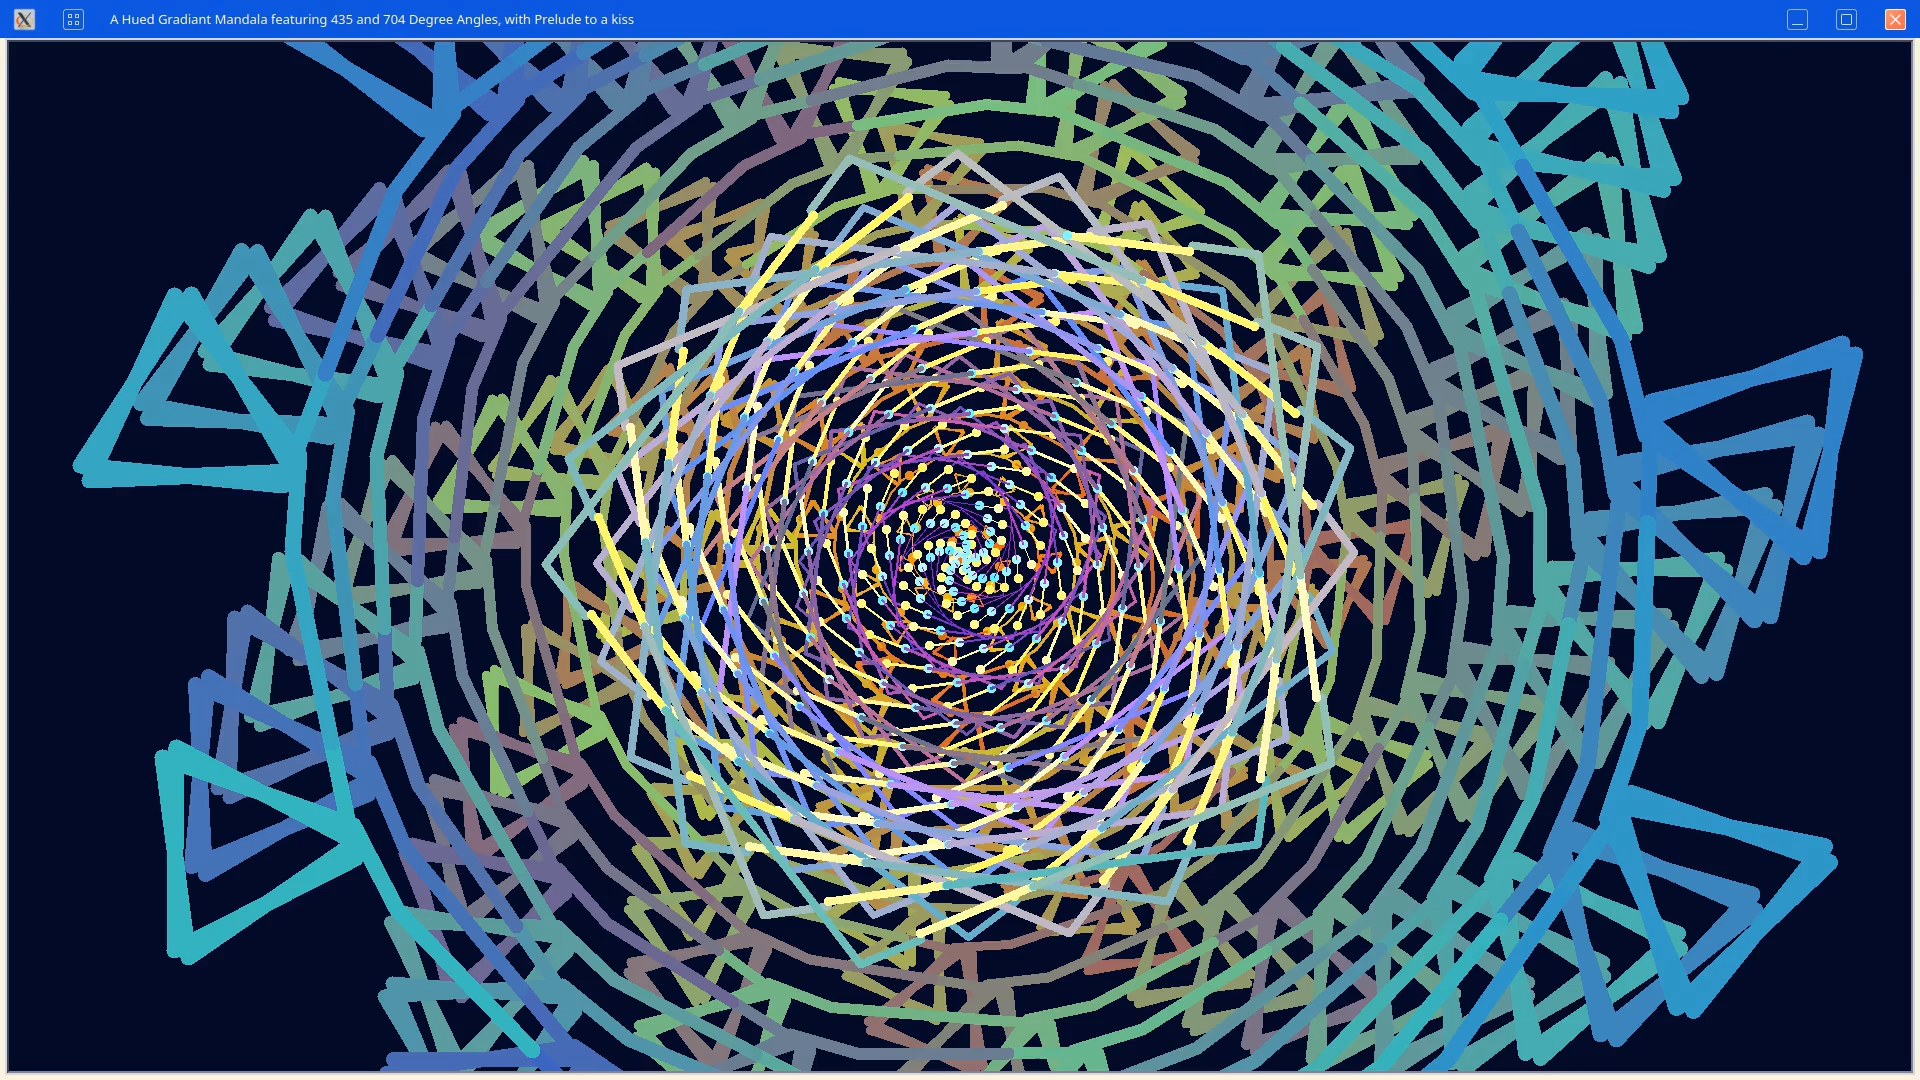 A Hued Gradiant Mandala featuring 435 and 704 Degree Angles, with Prelude to a kiss